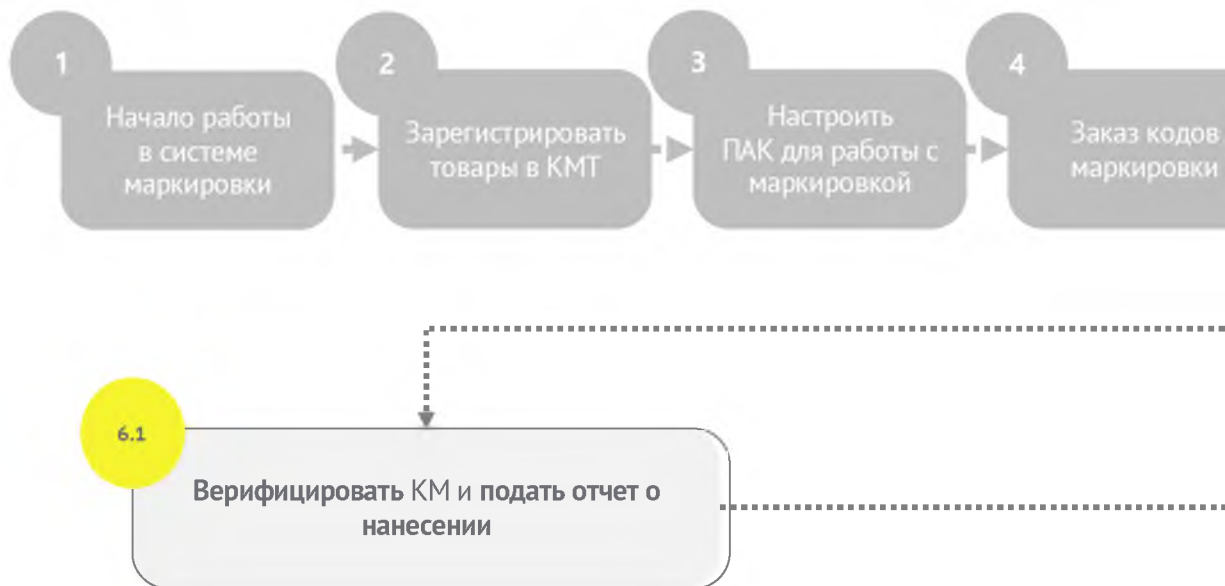 1
Начало работы
в системе
маркировки
2
Зарегистрировать
товары в КМТ
3
Настроить
ПАК для работы с
маркировкой
4
Заказ кодов
маркировки
6.1
Верифицировать КМ и подать отчет о
нанесении